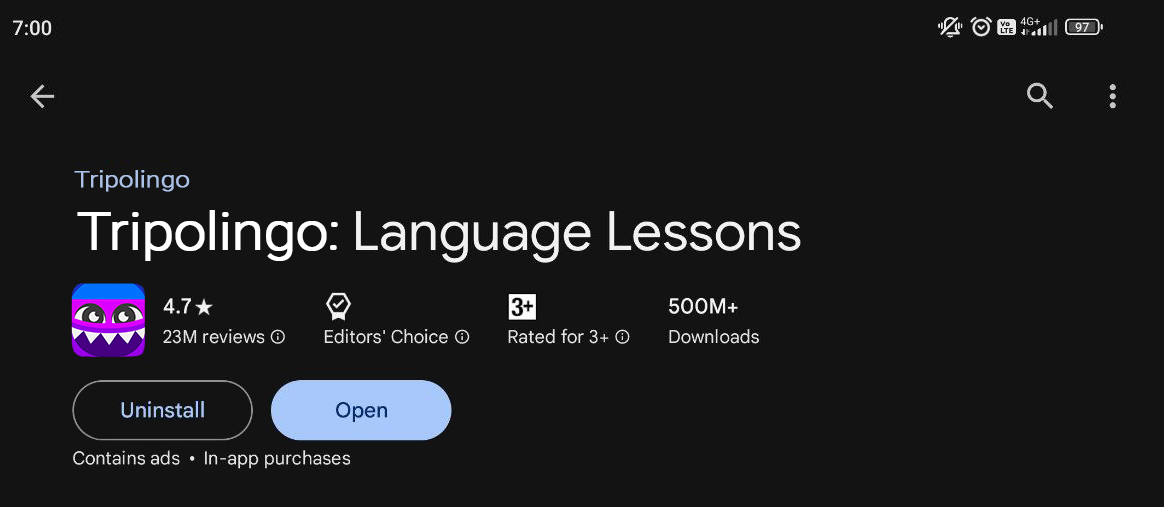 7:00
Vo LTE 4G+ 97
Tripolingo
Tripolingo: Language Lessons
4.7★ 3+ 500M+
23M reviews Editors' Choice Rated for 3+ Downloads
Uninstall Open
Contains ads • In-app purchases